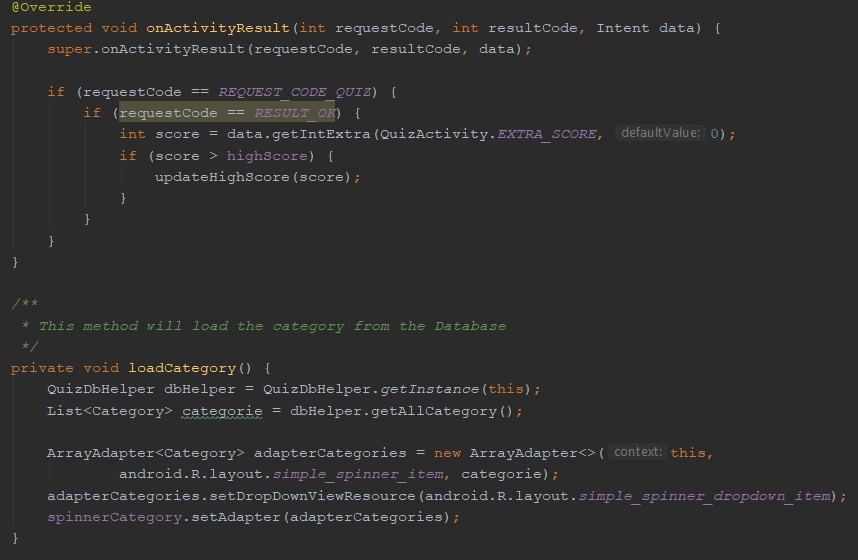 @Override
protected void onActivityResult(int requestCode, int resultCode, Intent data) {
    super.onActivityResult(requestCode, resultCode, data);

    if (requestCode == REQUEST_CODE_QUIZ) {
        if (requestCode == RESULT_OK) {
            int score = data.getIntExtra(QuizActivity.EXTRA_SCORE, defaultValue: 0);
            if (score > highScore) {
                updateHighScore(score);
            }
        }
    }
}

/**
 * This method will load the category from the Database
 */
private void loadCategory() {
    QuizDbHelper dbHelper = QuizDbHelper.getInstance(this);
    List<Category> categorie = dbHelper.getAllCategory();

    ArrayAdapter<Category> adapterCategories = new ArrayAdapter<>( context: this,
            android.R.layout.simple_spinner_item, categorie);
    adapterCategories.setDropDownViewResource(android.R.layout.simple_spinner_dropdown_item);
    spinnerCategory.setAdapter(adapterCategories);
}